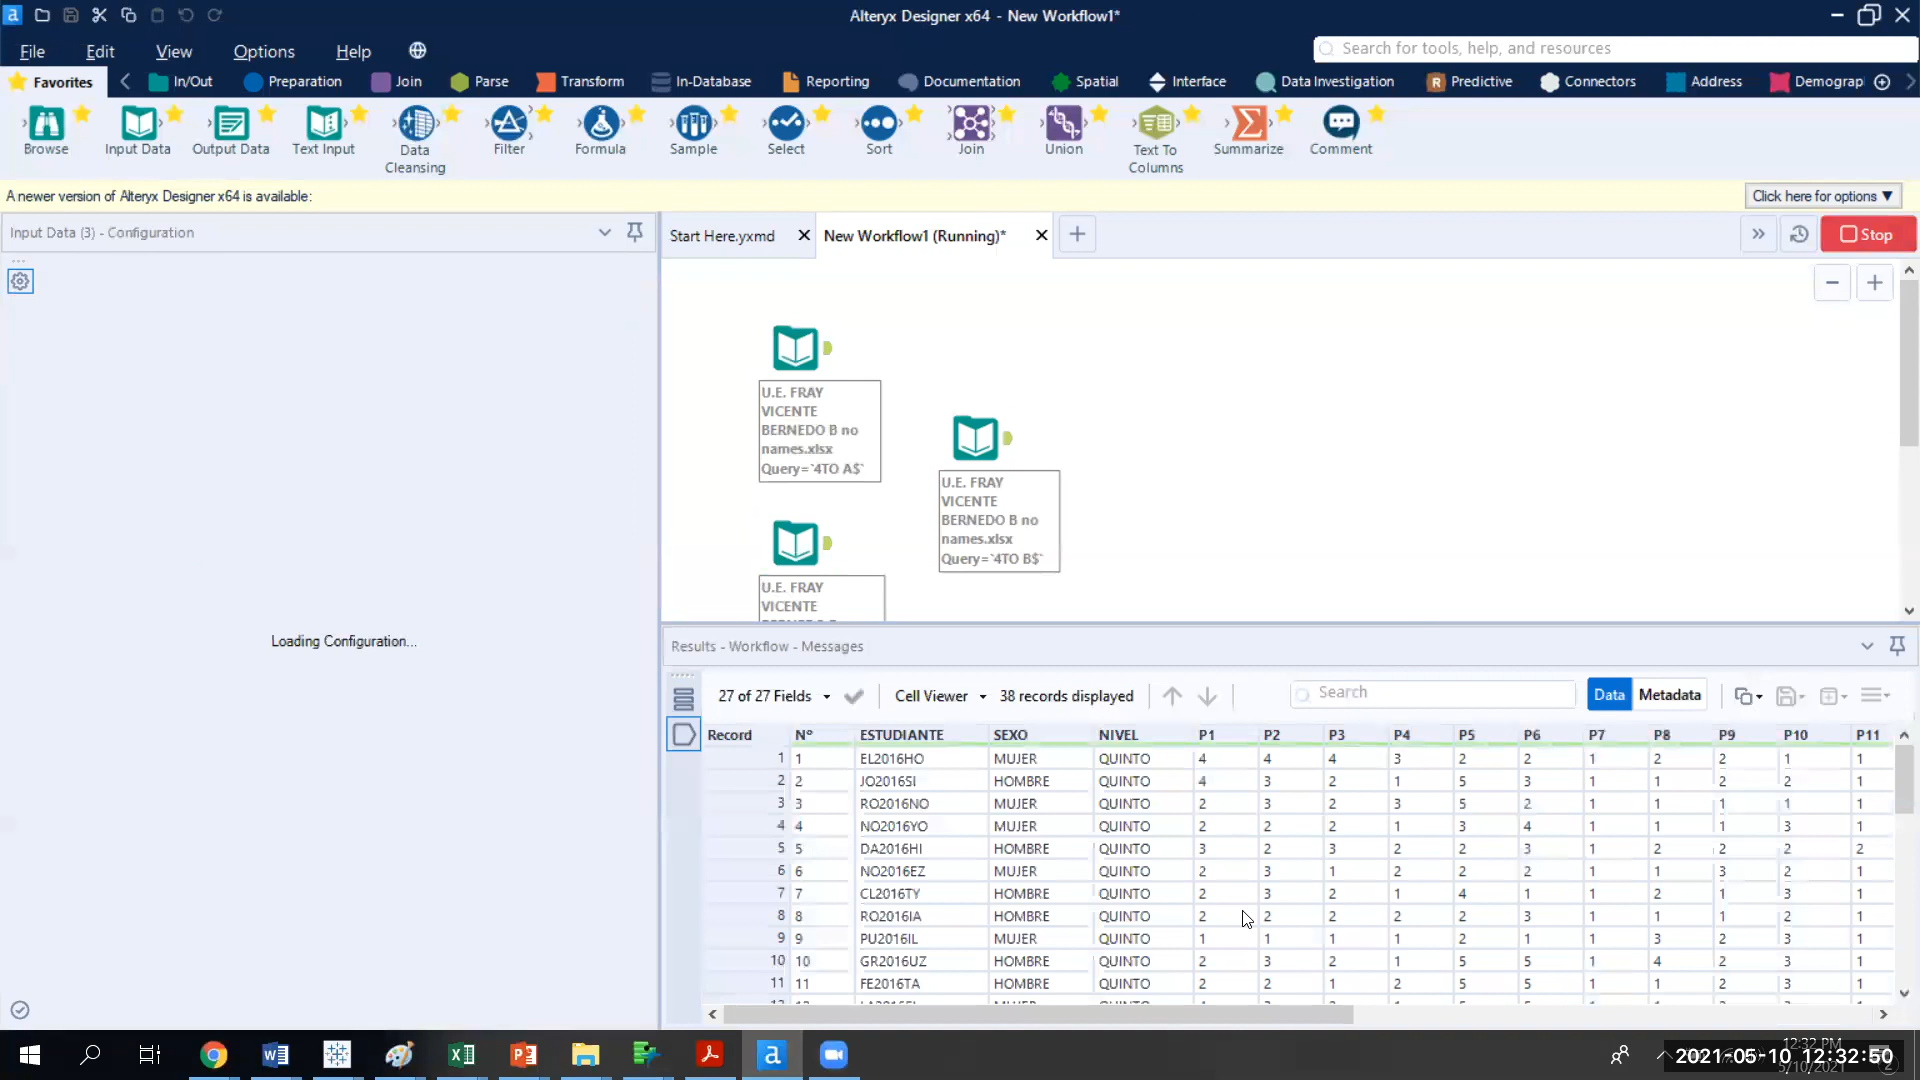 Alteryx Designer x64 - New Workflow1*
File Edit View Options Help
Search for tools, help, and resources
Favorites In/Out Preparation Join Parse Transform In-Database Reporting Documentation Spatial Interface Data Investigation Predictive Connectors Address Demograp
Browse Input Data Output Data Text Input Data Cleansing Filter Formula Sample Select Sort Join Union Text To Columns Summarize Comment
A newer version of Alteryx Designer x64 is available:
Click here for options ▼
Input Data (3) - Configuration
Start Here.yxmd
New Workflow1 (Running)*
Stop
U.E. FRAY
VICENTE
BERNEDO B no
names.xlsx
Query=`4TO A$`
U.E. FRAY
VICENTE
BERNEDO B no
names.xlsx
Query=`4TO B$`
U.E. FRAY
VICENTE
Loading Configuration...
Results - Workflow - Messages
27 of 27 Fields Cell Viewer 38 records displayed Search Data Metadata
Record Nº ESTUDIANTE SEXO NIVEL P1 P2 P3 P4 P5 P6 P7 P8 P9 P10 P11
1 1 EL2016HO MUJER QUINTO 4 4 4 3 2 2 1 2 2 1 1
2 2 JO2016SI HOMBRE QUINTO 4 3 2 1 5 3 1 1 2 2 1
3 3 RO2016NO MUJER QUINTO 2 3 2 3 5 2 1 1 1 1 1
4 4 NO2016YO MUJER QUINTO 2 2 2 1 3 4 1 1 1 3 1
5 5 DA2016HI HOMBRE QUINTO 3 2 3 2 2 3 1 2 2 2 2
6 6 NO2016EZ MUJER QUINTO 2 3 1 2 2 2 1 1 3 2 1
7 7 CL2016TY HOMBRE QUINTO 2 3 2 1 4 1 1 2 1 3 1
8 8 RO2016IA HOMBRE QUINTO 2 2 2 2 2 3 1 1 1 2 1
9 9 PU2016IL MUJER QUINTO 1 1 1 1 2 1 1 3 2 3 1
10 10 GR2016UZ HOMBRE QUINTO 2 3 2 1 5 5 1 4 2 3 1
11 11 FE2016TA HOMBRE QUINTO 2 2 1 2 5 5 1 1 2 3 1
12:32 PM
2021-05-10 12:32:50